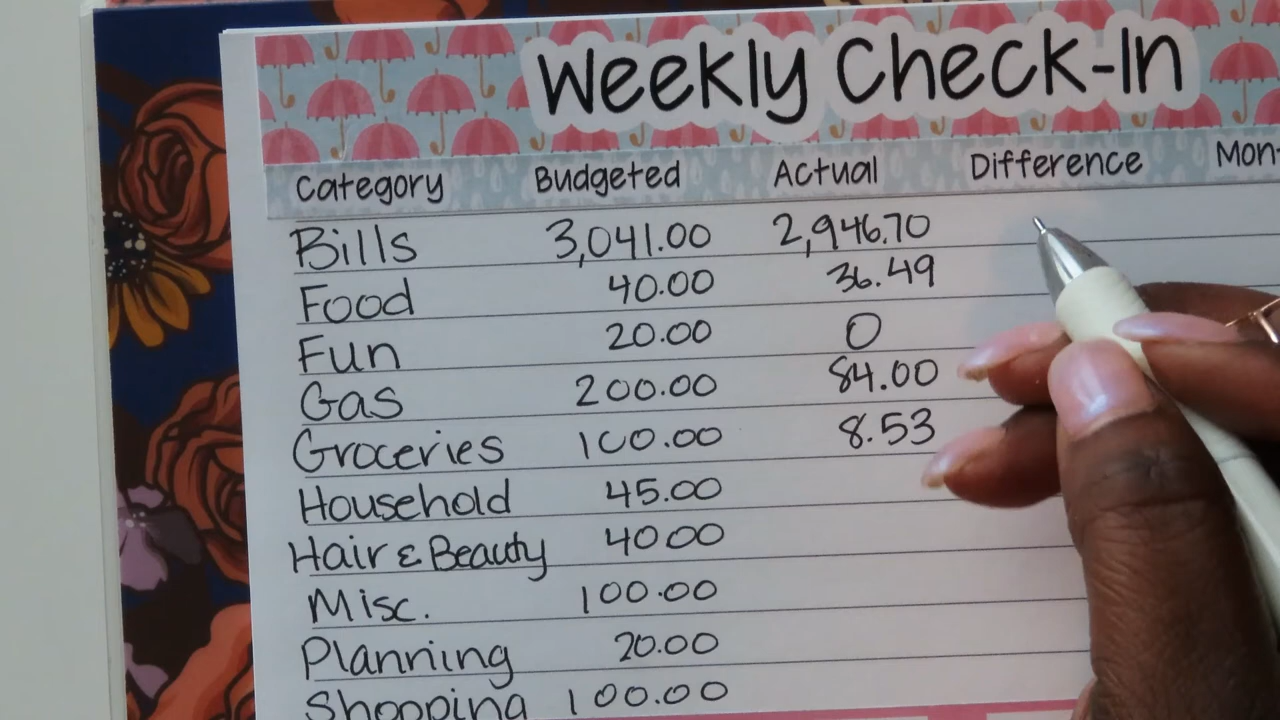 Weekly Check-In
Category Budgeted Actual Difference Mon
Bills 3,041.00 2,946.70
Food 40.00 36.49
Fun 20.00 0
Gas 200.00 84.00
Groceries 100.00 8.53
Household 45.00
Hair & Beauty 4000
Misc. 100.00
Planning 20.00
Shopping 100.00